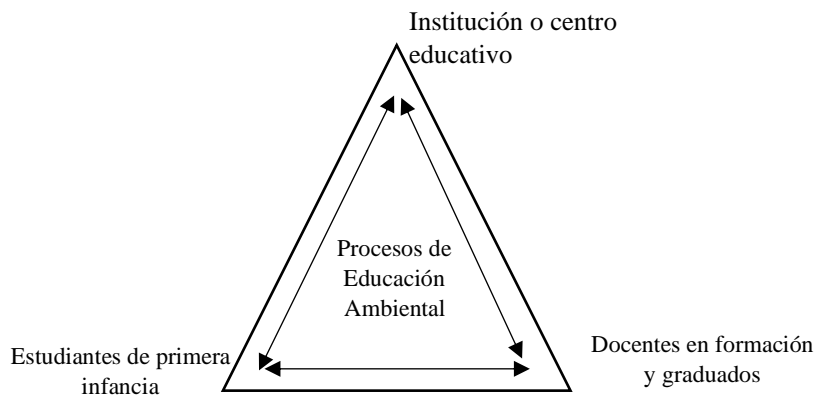 Institución o centro
educativo
Procesos de
Educación
Ambiental
Estudiantes de primera
infancia
Docentes en formación
y graduados